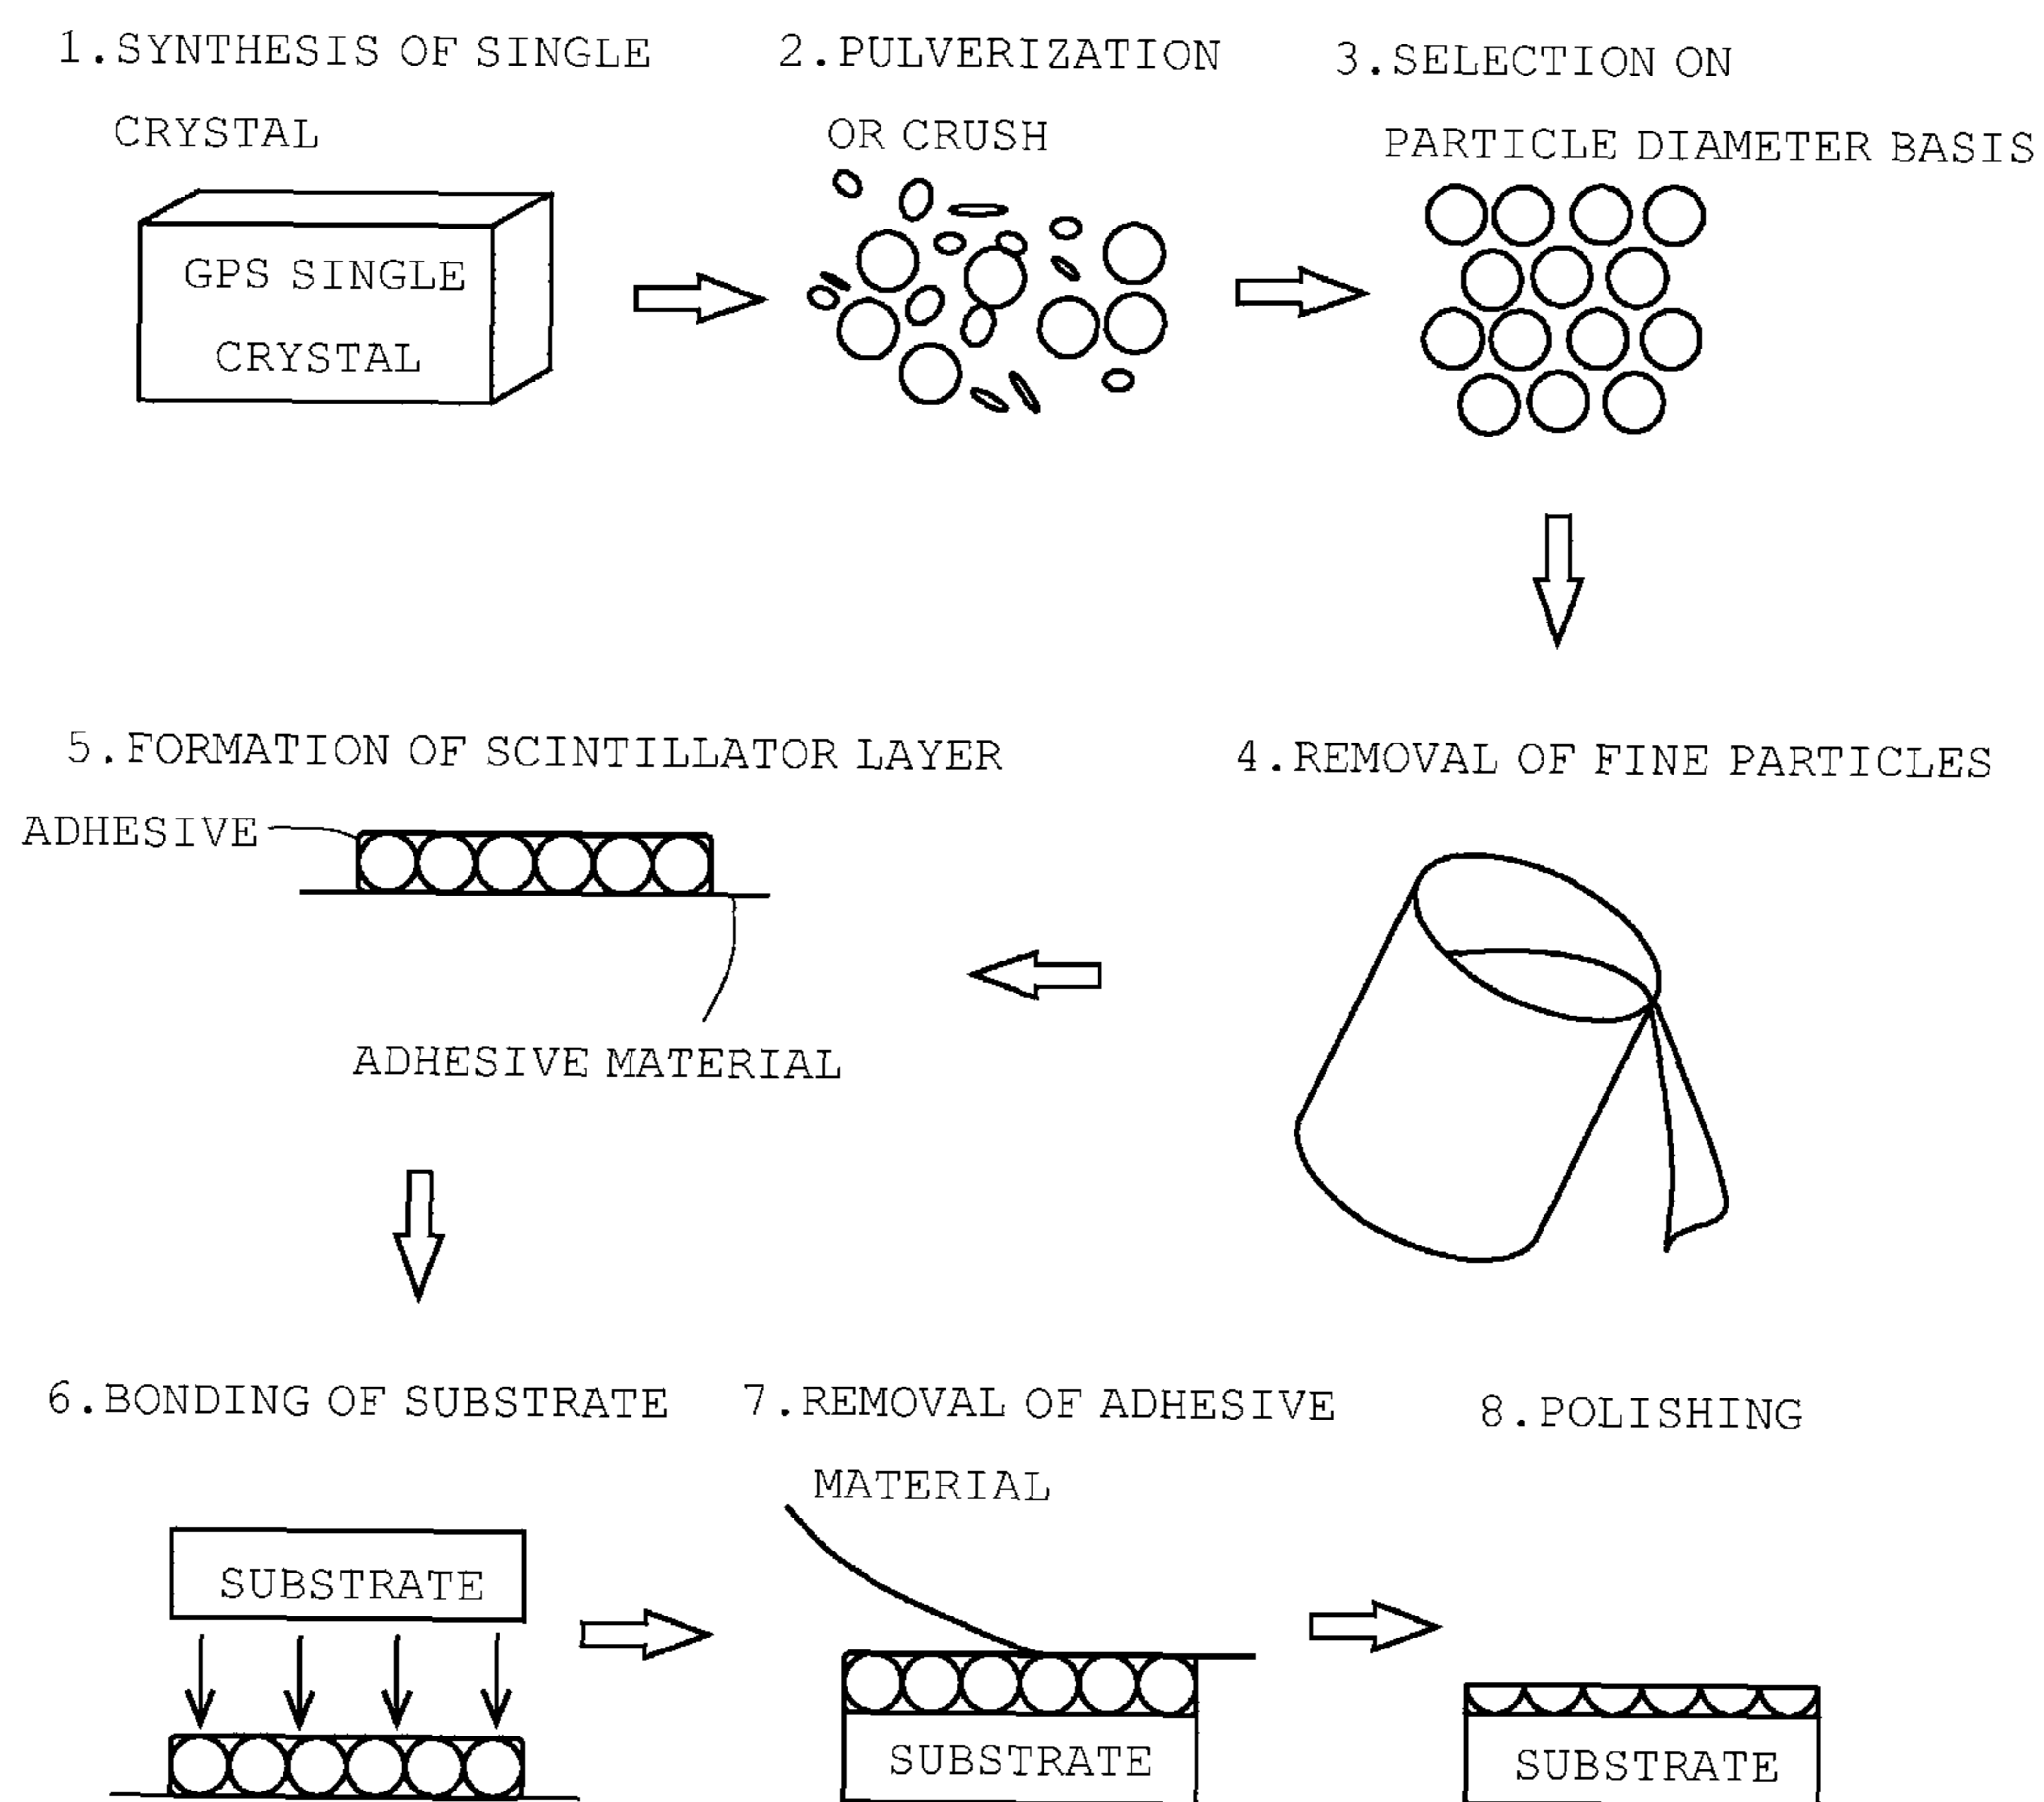 1.SYNTHESIS OF SINGLE
CRYSTAL
2.PULVERIZATION
OR CRUSH
3.SELECTION ON
PARTICLE DIAMETER BASIS
GPS SINGLE
CRYSTAL
5.FORMATION OF SCINTILLATOR LAYER
4.REMOVAL OF FINE PARTICLES
ADHESIVE
ADHESIVE MATERIAL
6.BONDING OF SUBSTRATE
7.REMOVAL OF ADHESIVE
MATERIAL
8.POLISHING
SUBSTRATE
SUBSTRATE
SUBSTRATE